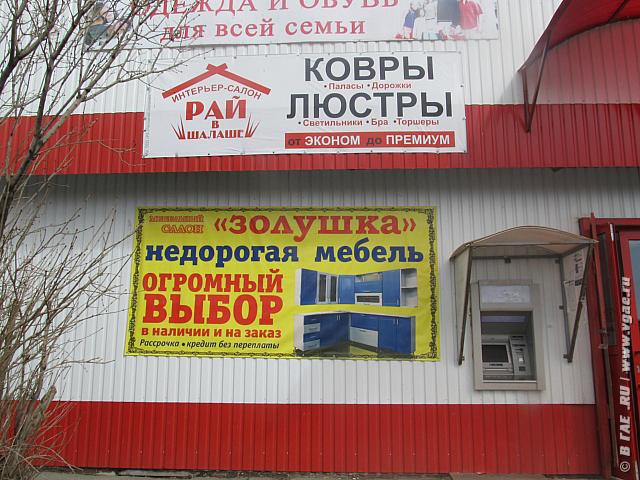 ОДЕЖДА И ОБУВЬ
для всей семьи
ИНТЕРЬЕР-САЛОН
РАЙ
В
ШАЛАШЕ
КОВРЫ
•Паласы •Дорожки
ЛЮСТРЫ
•Светильники •Бра •Торшеры
от ЭКОНОМ до ПРЕМИУМ
МЕБЕЛЬНЫЙ
САЛОН
«ЗОЛУШКА»
недорогая мебель
ОГРОМНЫЙ
ВЫБОР
в наличии и на заказ
Рассрочка • кредит без переплаты
© В ГАЕ .RU | www.vgae.ru